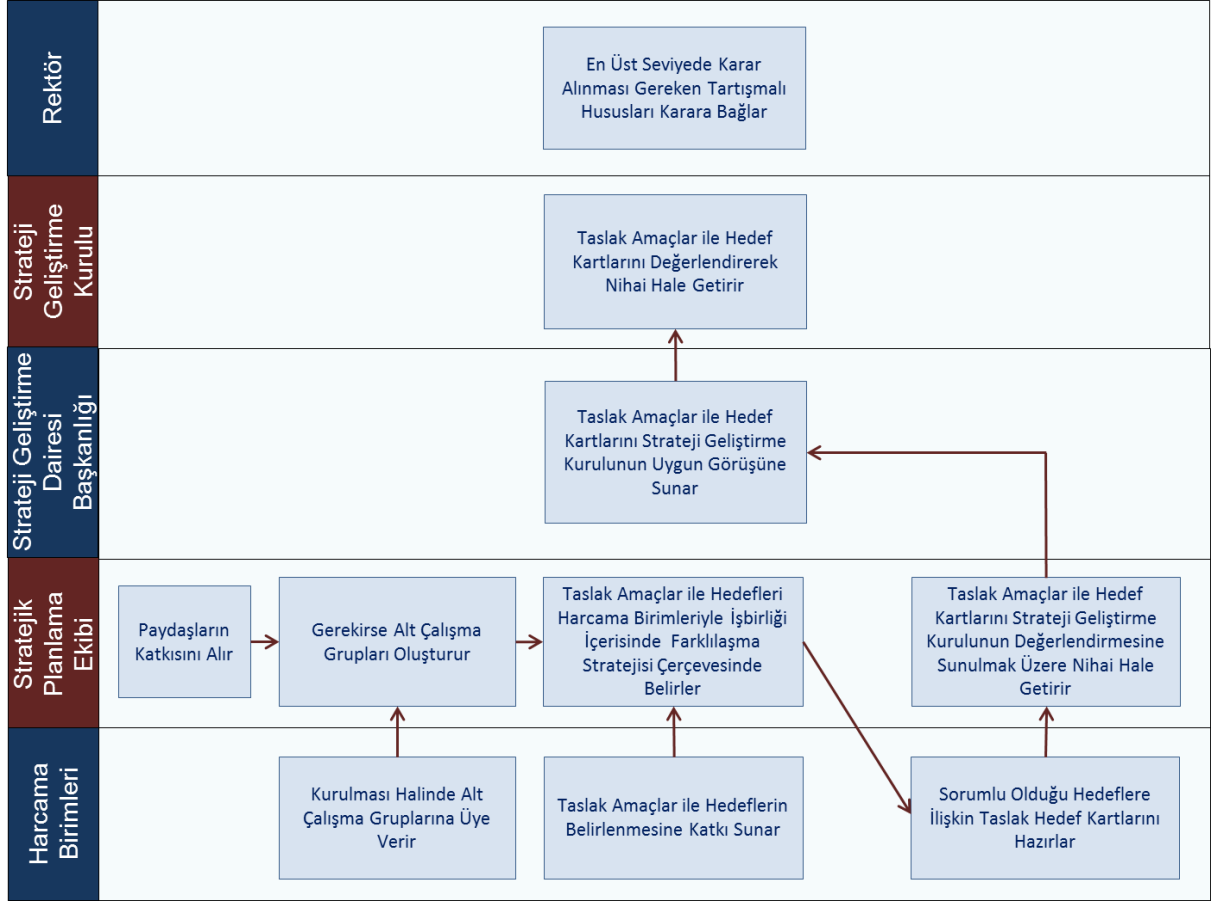 Rektör
En Üst Seviyede Karar
Alınması Gereken Tartışmalı
Hususları Karara Bağlar
Strateji
Geliştirme
Kurulu
Taslak Amaçlar ile Hedef
Kartlarını Değerlendirerek
Nihai Hale Getirir
Strateji Geliştirme
Dairesi
Başkanlığı
Taslak Amaçlar ile Hedef
Kartlarını Strateji Geliştirme
Kurulunun Uygun Görüşüne
Sunar
Stratejik
Planlama
Ekibi
Paydaşların
Katkısını Alır
Gerekirse Alt Çalışma
Grupları Oluşturur
Taslak Amaçlar ile Hedefleri
Harcama Birimleriyle İşbirliği
İçerisinde Farklılaşma
Stratejisi Çerçevesinde
Belirler
Taslak Amaçlar ile Hedef
Kartlarını Strateji Geliştirme
Kurulunun Değerlendirmesine
Sunulmak Üzere Nihai Hale
Getirir
Harcama
Birimleri
Kurulması Halinde Alt
Çalışma Gruplarına Üye
Verir
Taslak Amaçlar ile Hedeflerin
Belirlenmesine Katkı Sunar
Sorumlu Olduğu Hedeflere
İlişkin Taslak Hedef Kartlarını
Hazırlar